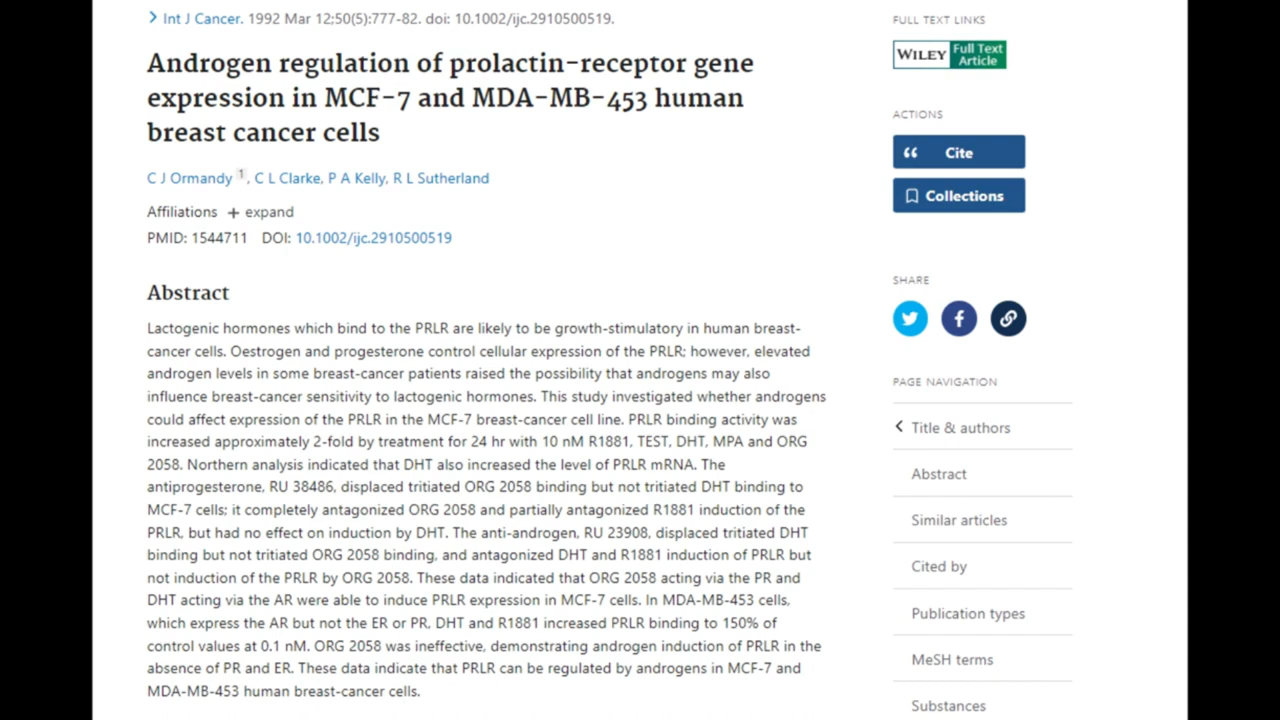 Int J Cancer. 1992 Mar 12;50(5):777-82. doi: 10.1002/ijc.2910500519.
Androgen regulation of prolactin-receptor gene
expression in MCF-7 and MDA-MB-453 human
breast cancer cells
C J Ormandy 1, C L Clarke, P A Kelly, R L Sutherland
Affiliations + expand
PMID: 1544711 DOI: 10.1002/ijc.2910500519
Abstract
Lactogenic hormones which bind to the PRLR are likely to be growth-stimulatory in human breast-
cancer cells. Oestrogen and progesterone control cellular expression of the PRLR; however, elevated
androgen levels in some breast-cancer patients raised the possibility that androgens may also
influence breast-cancer sensitivity to lactogenic hormones. This study investigated whether androgens
could affect expression of the PRLR in the MCF-7 breast-cancer cell line. PRLR binding activity was
increased approximately 2-fold by treatment for 24 hr with 10 nM R1881, TEST, DHT, MPA and ORG
2058. Northern analysis indicated that DHT also increased the level of PRLR mRNA. The
antiprogesterone, RU 38486, displaced tritiated ORG 2058 binding but not tritiated DHT binding to
MCF-7 cells; it completely antagonized ORG 2058 and partially antagonized R1881 induction of the
PRLR, but had no effect on induction by DHT. The anti-androgen, RU 23908, displaced tritiated DHT
binding but not tritiated ORG 2058 binding, and antagonized DHT and R1881 induction of PRLR but
not induction of the PRLR by ORG 2058. These data indicated that ORG 2058 acting via the PR and
DHT acting via the AR were able to induce PRLR expression in MCF-7 cells. In MDA-MB-453 cells,
which express the AR but not the ER or PR, DHT and R1881 increased PRLR binding to 150% of
control values at 0.1 nM. ORG 2058 was ineffective, demonstrating androgen induction of PRLR in the
absence of PR and ER. These data indicate that PRLR can be regulated by androgens in MCF-7 and
MDA-MB-453 human breast-cancer cells.
FULL TEXT LINKS
WILEY Full Text
Article
ACTIONS
Cite
Collections
SHARE
PAGE NAVIGATION
Title & authors
Abstract
Similar articles
Cited by
Publication types
MeSH terms
Substances